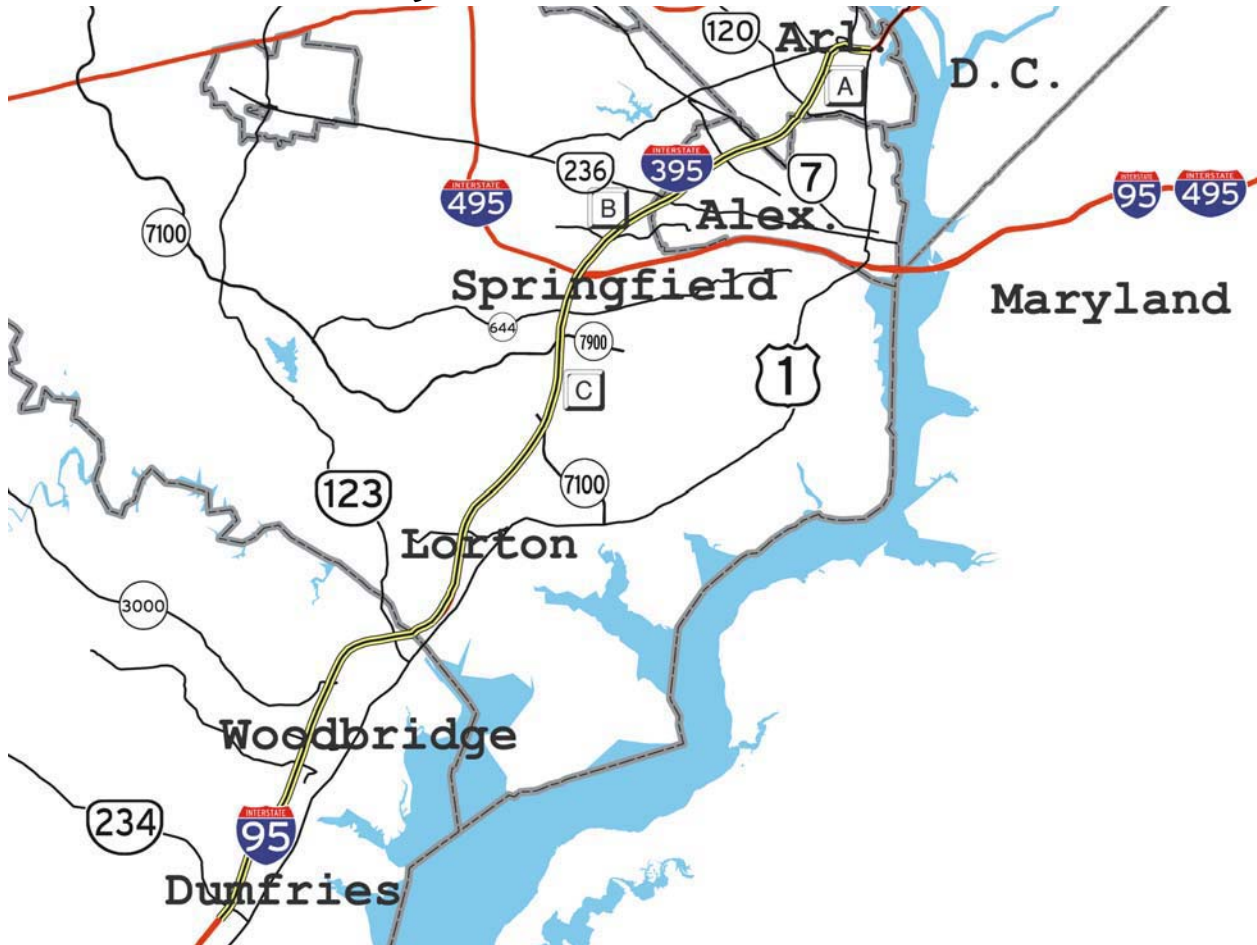 120
Arl.
D.C.
A
INTERSTATE
395
236
7
INTERSTATE
495
INTERSTATE
95
INTERSTATE
495
B
Alex.
7100
Springfield
Maryland
644
7900
1
C
123
7100
Lorton
3000
Woodbridge
234
INTERSTATE
95
Dumfries